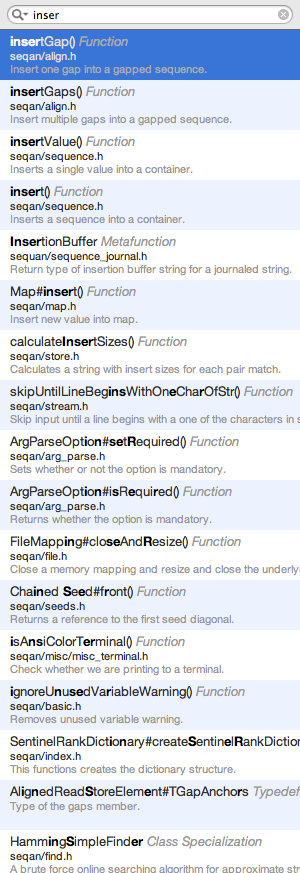 inser
insertGap() Function
seqan/align.h
Insert one gap into a gapped sequence.
insertGaps() Function
seqan/align.h
Insert multiple gaps into a gapped sequence.
insertValue() Function
seqan/sequence.h
Inserts a single value into a container.
insert() Function
seqan/sequence.h
Inserts a sequence into a container.
InsertionBuffer Metafunction
sequan/sequence_journal.h
Return type of insertion buffer string for a journaled string.
Map#insert() Function
seqan/map.h
Insert new value into map.
calculateInsertSizes() Function
seqan/store.h
Calculates a string with insert sizes for each pair match.
skipUntilLineBeginsWithOneCharOfStr() Function
seqan/stream.h
Skip input until a line begins with a one of the characters in s
ArgParseOption#setRequired() Function
seqan/arg_parse.h
Sets whether or not the option is mandatory.
ArgParseOption#isRequired() Function
seqan/arg_parse.h
Returns whether the option is mandatory.
FileMapping#closeAndResize() Function
seqan/file.h
Close a memory mapping and resize and close the underlyi
Chained Seed#front() Function
seqan/seeds.h
Returns a reference to the first seed diagonal.
isAnsiColorTerminal() Function
seqan/misc/misc_terminal.h
Check whether we are printing to a terminal.
ignoreUnusedVariableWarning() Function
seqan/basic.h
Removes unused variable warning.
SentinelRankDictionary#createSentinelRankDiction
seqan/index.h
This functions creates the dictionary structure.
AlignedReadStoreElement#TGapAnchors Typedef
Type of the gaps member.
HammingSimpleFinder Class Specialization
seqan/find.h
A brute force online searching algorithm for approximate str